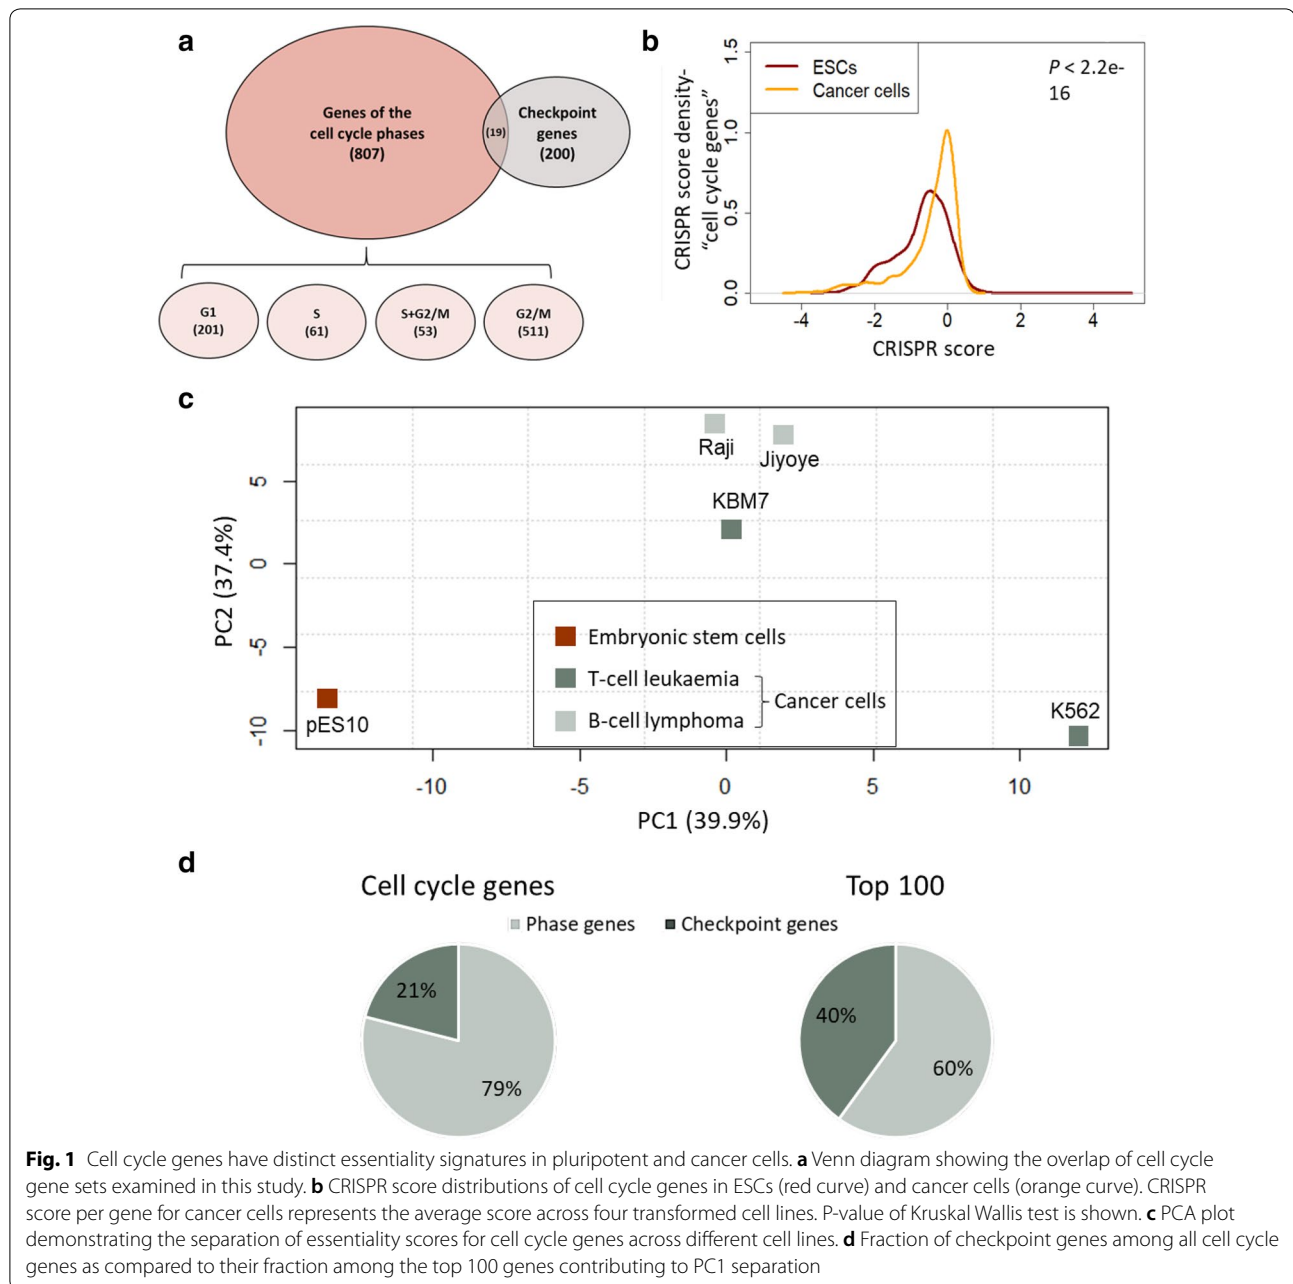 a
Genes of the
cell cycle phases
(807)
(19)
Checkpoint
genes
(200)
G1
(201)
S
(61)
S+G2/M
(53)
G2/M
(511)
b
CRISPR score density-
“cell cycle genes”
1.5
1.0
0.5
0.0
ESCs
Cancer cells
P < 2.2e-
16
-4
-2
0
2
4
CRISPR score
c
PC2 (37.4%)
5
0
-5
-10
Raji
Jiyoye
KBM7
Embryonic stem cells
T-cell leukaemia
B-cell lymphoma
Cancer cells
pES10
K562
-10
-5
0
5
10
PC1 (39.9%)
d
Cell cycle genes
Top 100
Phase genes
Checkpoint genes
21%
79%
40%
60%
Fig. 1 Cell cycle genes have distinct essentiality signatures in pluripotent and cancer cells. a Venn diagram showing the overlap of cell cycle
gene sets examined in this study. b CRISPR score distributions of cell cycle genes in ESCs (red curve) and cancer cells (orange curve). CRISPR
score per gene for cancer cells represents the average score across four transformed cell lines. P-value of Kruskal Wallis test is shown. c PCA plot
demonstrating the separation of essentiality scores for cell cycle genes across different cell lines. d Fraction of checkpoint genes among all cell cycle
genes as compared to their fraction among the top 100 genes contributing to PC1 separation